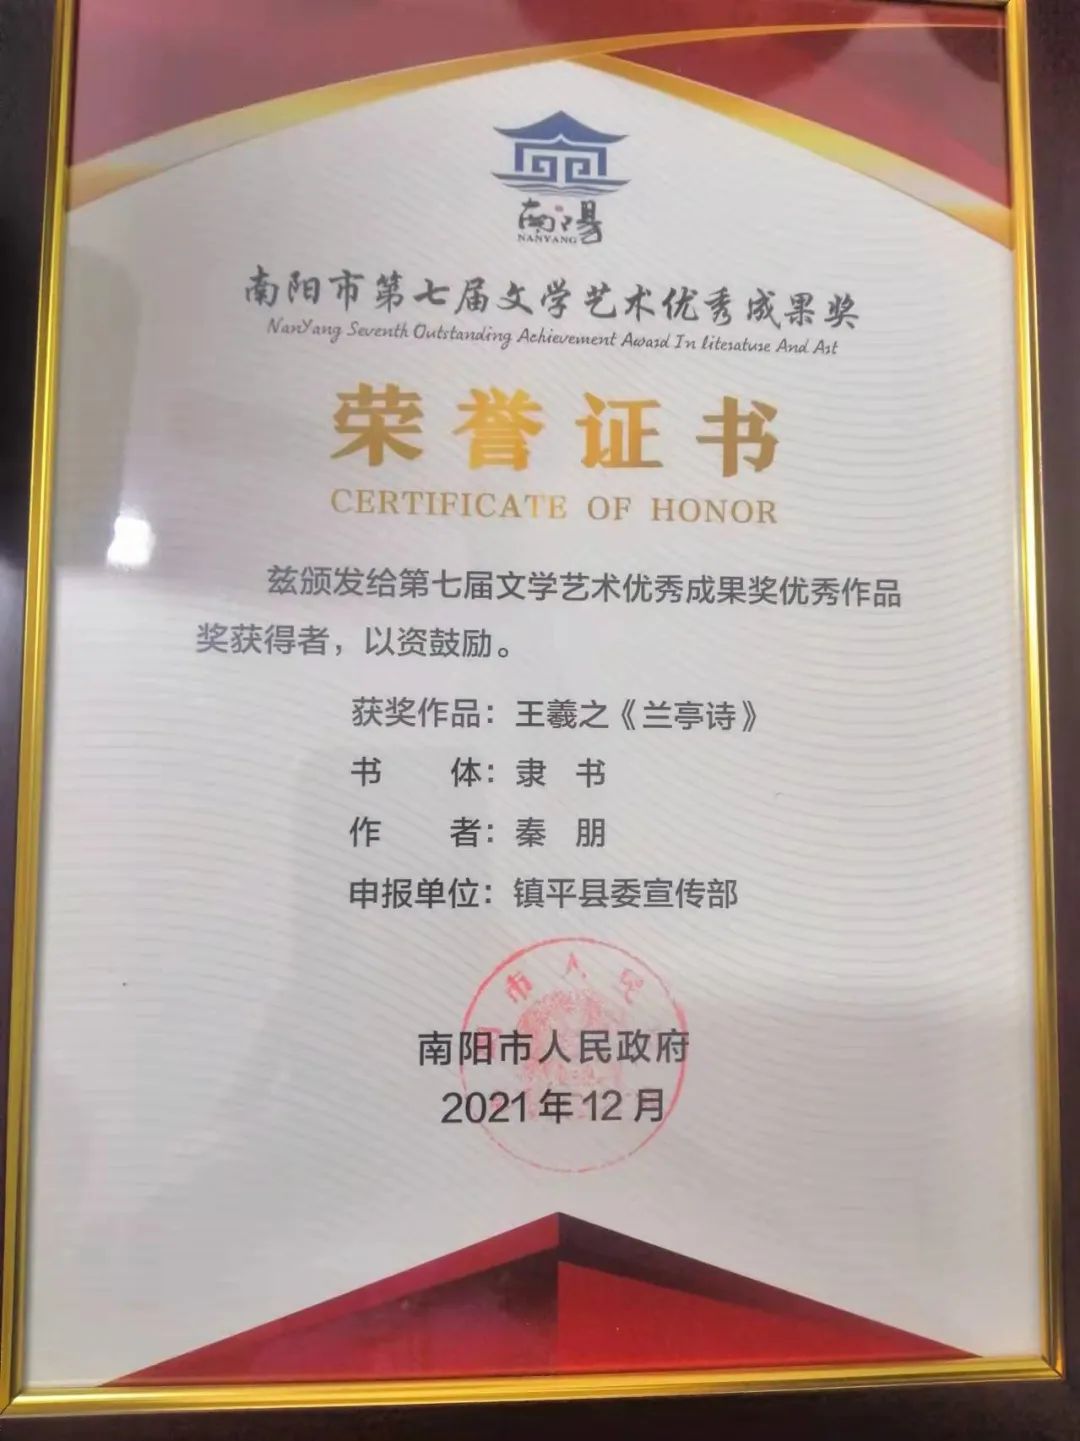 南阳
NANYANG
南阳市第七届文学艺术优秀成果奖
NanYang Seventh Outstanding Achievement Award In literature And Art
荣誉证书
CERTIFICATE OF HONOR
兹颁发给第七届文学艺术优秀成果奖优秀作品
奖获得者，以资鼓励。
获奖作品：王羲之《兰亭诗》
书 体：隶 书
作 者：秦 朋
申报单位：镇平县委宣传部
市人民
南阳市人民政府
2021年12月